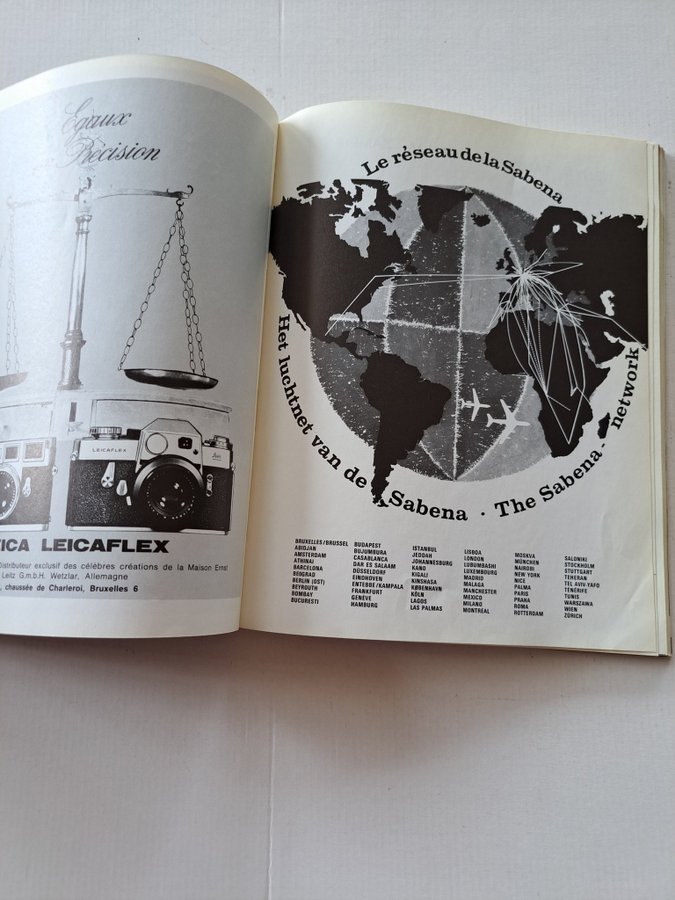 Egaux
Précision
LEICAFLEX
TICA LEICAFLEX
Distributeur exclusif des célèbres créations de la Maison Ernst
Leitz G.m.b.H. Wetzlar, Allemagne
, chaussée de Charleroi, Bruxelles 6
Le réseau de la Sabena
Het luchtnet van de Sabena · The Sabena · network
BRUXELLES/BRUSSEL
ABIDJAN
AMSTERDAM
ATHINAI
BARCELONA
BEOGRAD
BERLIN (OST)
BEYROUTH
BOMBAY
BUCURESTI
BUDAPEST
BUJUMBURA
CASABLANCA
DAR ES SALAAM
DÜSSELDORF
EINDHOVEN
ENTEBBE/KAMPALA
FRANKFURT
GENÈVE
HAMBURG
ISTANBUL
JEDDAH
JOHANNESBURG
KANO
KIGALI
KINSHASA
KØBENHAVN
KÖLN
LAGOS
LAS PALMAS
LISBOA
LONDON
LUBUMBASHI
LUXEMBOURG
MADRID
MALAGA
MANCHESTER
MEXICO
MILANO
MONTRÉAL
MOSKVA
MÜNCHEN
NAIROBI
NEW YORK
NICE
PALMA
PARIS
PRAHA
ROMA
ROTTERDAM
SALONIKI
STOCKHOLM
STUTTGART
TEHERAN
TEL AVIV-YAFO
TÉNERIFE
TUNIS
WARSZAWA
WIEN
ZÜRICH